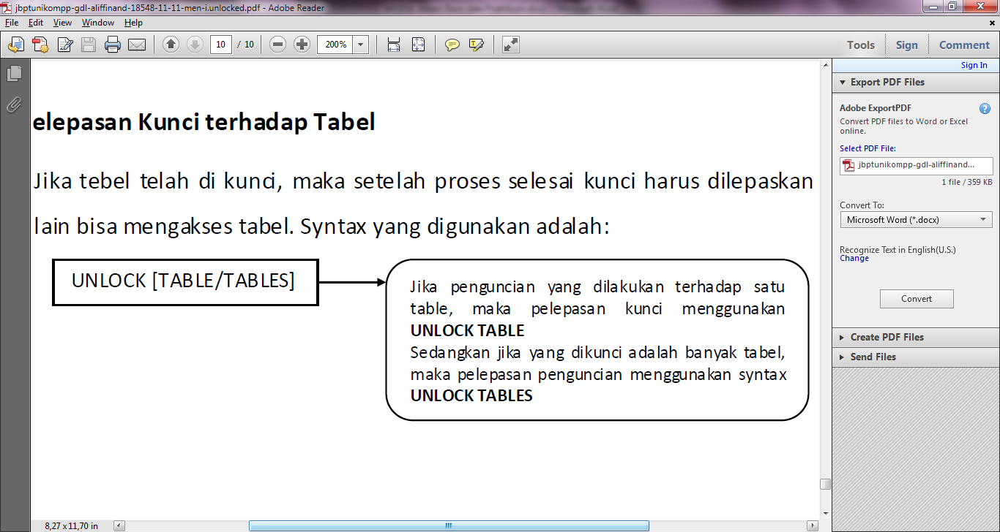 jbptunikompp-gdl-aliffinand-18548-11-11-men-i.unlocked.pdf - Adobe Reader
File Edit View Window Help
10 / 10 200% Tools Sign Comment
Sign In
Export PDF Files
Adobe ExportPDF
Convert PDF files to Word or Excel
online.
Select PDF File:
jbptunikompp-gdl-aliffinand...
1 file / 359 KB
Convert To:
Microsoft Word (*.docx)
Recognize Text in English(U.S.)
Change
Convert
Create PDF Files
Send Files
elepasan Kunci terhadap Tabel
Jika tebel telah di kunci, maka setelah proses selesai kunci harus dilepaskan
lain bisa mengakses tabel. Syntax yang digunakan adalah:
UNLOCK [TABLE/TABLES]
Jika penguncian yang dilakukan terhadap satu
table, maka pelepasan kunci menggunakan
UNLOCK TABLE
Sedangkan jika yang dikunci adalah banyak tabel,
maka pelepasan penguncian menggunakan syntax
UNLOCK TABLES
8,27 x 11,70 in